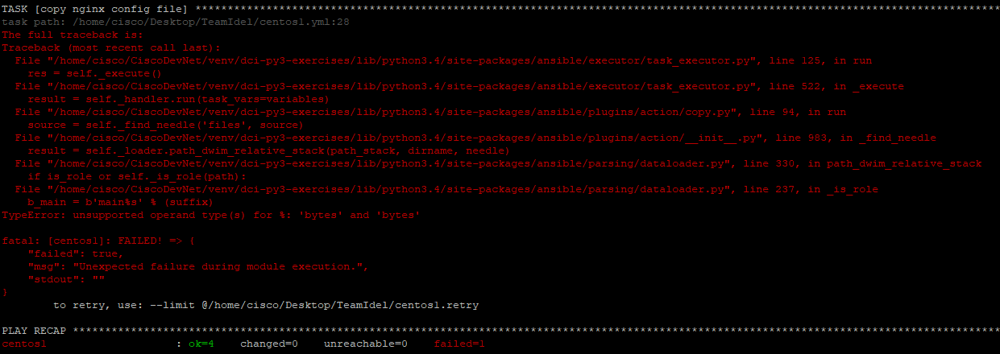 TASK [copy nginx config file] *****************************************************************************************************************************
task path: /home/cisco/Desktop/TeamIdel/centos1.yml:28
The full traceback is:
Traceback (most recent call last):
  File "/home/cisco/CiscoDevNet/venv/dci-py3-exercises/lib/python3.4/site-packages/ansible/executor/task_executor.py", line 125, in run
    res = self._execute()
  File "/home/cisco/CiscoDevNet/venv/dci-py3-exercises/lib/python3.4/site-packages/ansible/executor/task_executor.py", line 522, in _execute
    result = self._handler.run(task_vars=variables)
  File "/home/cisco/CiscoDevNet/venv/dci-py3-exercises/lib/python3.4/site-packages/ansible/plugins/action/copy.py", line 94, in run
    source = self._find_needle('files', source)
  File "/home/cisco/CiscoDevNet/venv/dci-py3-exercises/lib/python3.4/site-packages/ansible/plugins/action/__init__.py", line 983, in _find_needle
    result = self._loader.path_dwim_relative_stack(path_stack, dirname, needle)
  File "/home/cisco/CiscoDevNet/venv/dci-py3-exercises/lib/python3.4/site-packages/ansible/parsing/dataloader.py", line 330, in path_dwim_relative_stack
    if is_role or self._is_role(path):
  File "/home/cisco/CiscoDevNet/venv/dci-py3-exercises/lib/python3.4/site-packages/ansible/parsing/dataloader.py", line 237, in _is_role
    b_main = b'main%s' % (suffix)
TypeError: unsupported operand type(s) for %: 'bytes' and 'bytes'
fatal: [centos1]: FAILED! => {
    "failed": true,
    "msg": "Unexpected failure during module execution.",
    "stdout": ""
}
        to retry, use: --limit @/home/cisco/Desktop/TeamIdel/centos1.retry
PLAY RECAP ************************************************************************************************************************************************
centos1                    : ok=4    changed=0    unreachable=0    failed=1